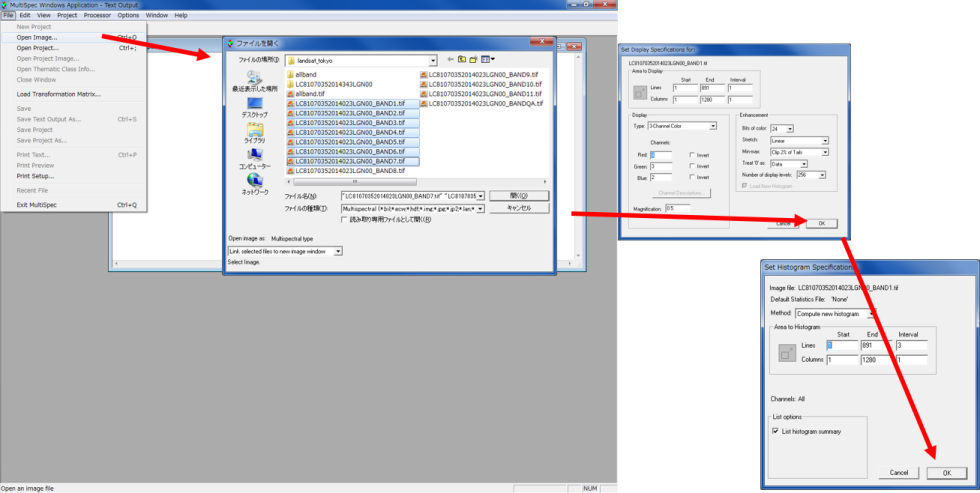 MultiSpec Windows Application - Text Output
File Edit View Project Processor Options Window Help
New Project
Open Image... Ctrl+O
Open Project... Ctrl+;
Open Project Image...
Open Thematic Class Info...
Close Window
Load Transformation Matrix...
Save
Save Text Output As... Ctrl+S
Save Project
Save Project As...
Print Text... Ctrl+P
Print Preview
Print Setup...
Recent File
Exit MultiSpec Ctrl+Q
Open an image file
NUM
ファイルを開く
ファイルの場所(I): landsat_tokyo
最近表示した場所
デスクトップ
ライブラリ
コンピューター
ネットワーク
allband
LC81070352014343LGN00
allband.tif
LC81070352014023LGN00_BAND1.tif
LC81070352014023LGN00_BAND2.tif
LC81070352014023LGN00_BAND3.tif
LC81070352014023LGN00_BAND4.tif
LC81070352014023LGN00_BAND5.tif
LC81070352014023LGN00_BAND6.tif
LC81070352014023LGN00_BAND7.tif
LC81070352014023LGN00_BAND8.tif
LC81070352014023LGN00_BAND9.tif
LC81070352014023LGN00_BAND10.tif
LC81070352014023LGN00_BAND11.tif
LC81070352014023LGN00_BANDQA.tif
ファイル名(N): "LC81070352014023LGN00_BAND7.tif" "LC8107035 開く(O)
ファイルの種類(T): Multispectral (*.bil;*.ecw;*.hdf;*.img;*.jpg;*.jp2;*.lan;*. キャンセル
読み取り専用ファイルとして開く(R)
Open image as: Multispectral type
Link selected files to new image window
Select Image.
Set Display Specifications for:
LC81070352014023LGN00_BAND1.tif
Area to Display
Start End Interval
Lines 1 891 1
Columns 1 1280 1
Display
Type: 3-Channel Color
Channels:
Red: Invert
Green: 3 Invert
Blue: 2 Invert
Channel Descriptions...
Magnification: 0.5
Enhancement
Bits of color: 24
Stretch: Linear
Min-max: Clip 2% of Tails
Treat '0' as: Data
Number of display levels: 256
Load New Histogram
Cancel OK
Set Histogram Specifications
Image file: LC81070352014023LGN00_BAND1.tif
Default Statistics File: 'None'
Method: Compute new histogram
Area to Histogram
Start End Interval
Lines 891 3
Columns 1 1280 1
Channels: All
List options
List histogram summary
Cancel OK